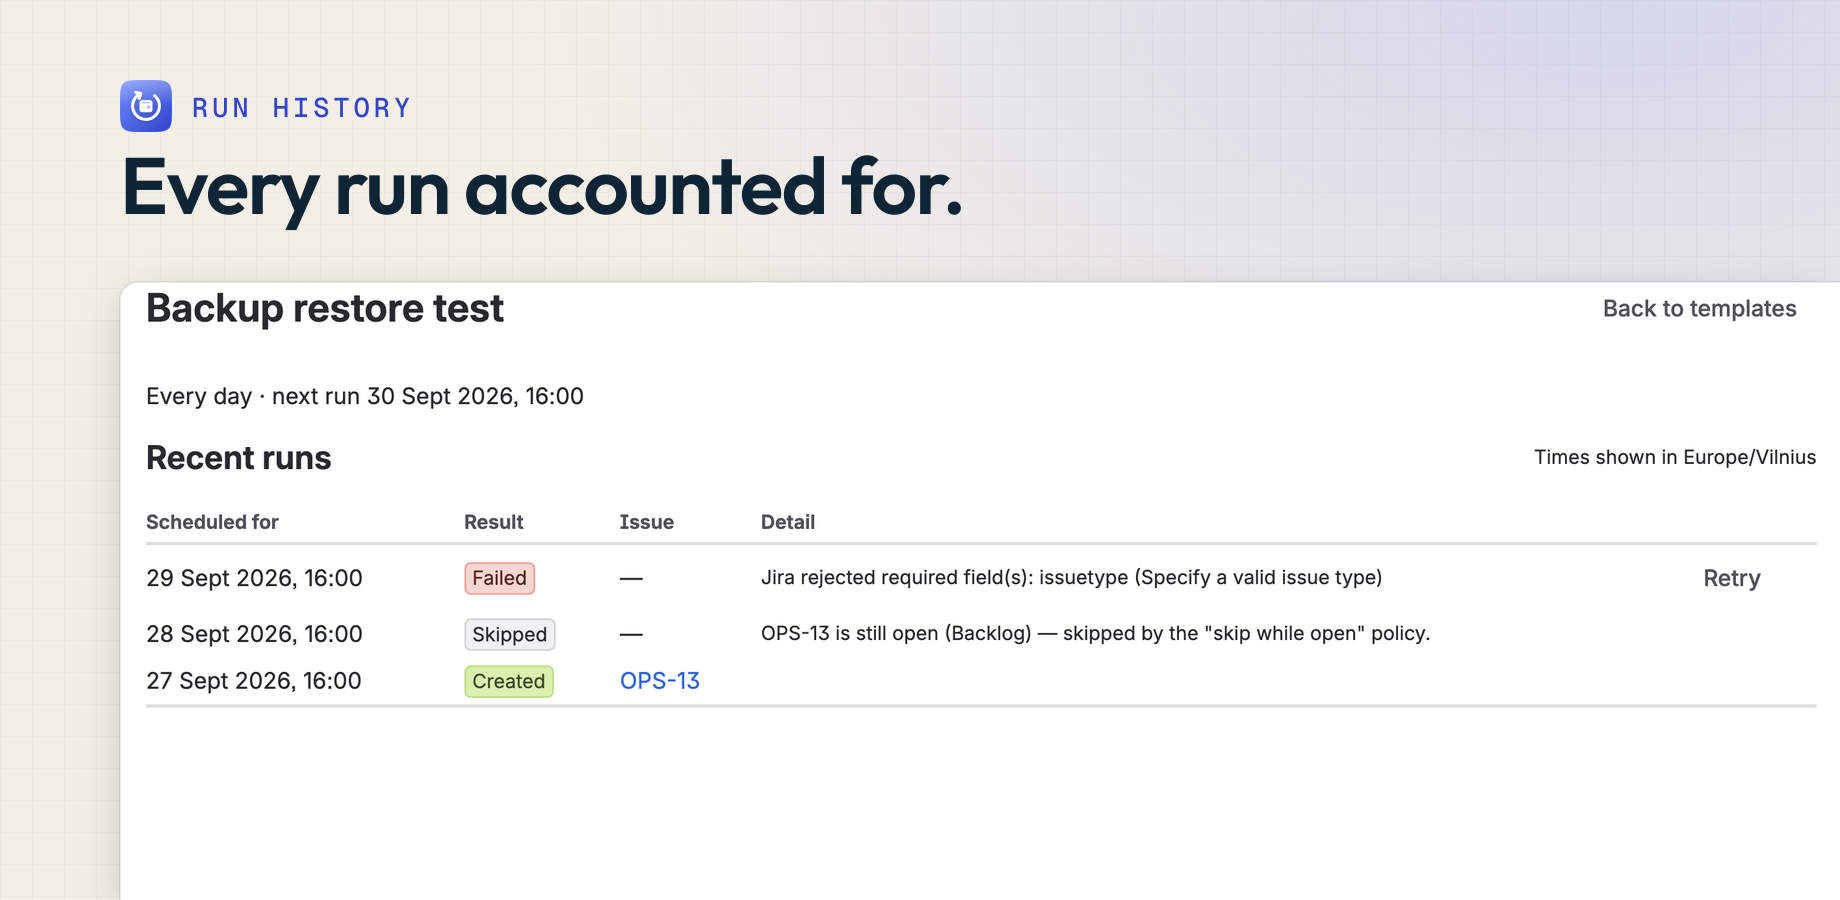 RUN HISTORY
Every run accounted for.
Backup restore test
Back to templates
Every day · next run 30 Sept 2026, 16:00
Recent runs
Times shown in Europe/Vilnius
Scheduled for Result Issue Detail
29 Sept 2026, 16:00 Failed — Jira rejected required field(s): issuetype (Specify a valid issue type) Retry
28 Sept 2026, 16:00 Skipped — OPS-13 is still open (Backlog) — skipped by the "skip while open" policy.
27 Sept 2026, 16:00 Created OPS-13